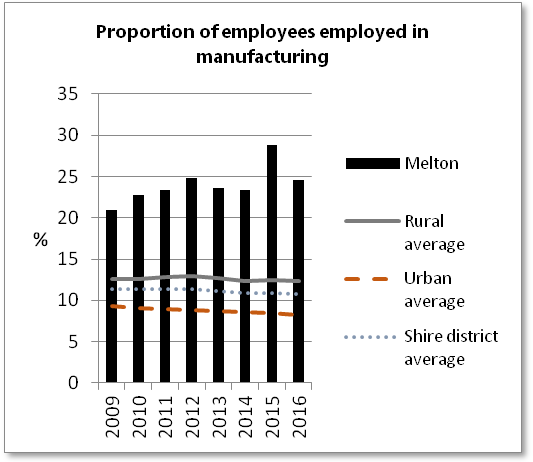 Proportion of employees employed in
manufacturing
35
30
25
20
15
10
5
0
%
2009
2010
2011
2012
2013
2014
2015
2016
Melton
Rural
average
Urban
average
Shire district
average